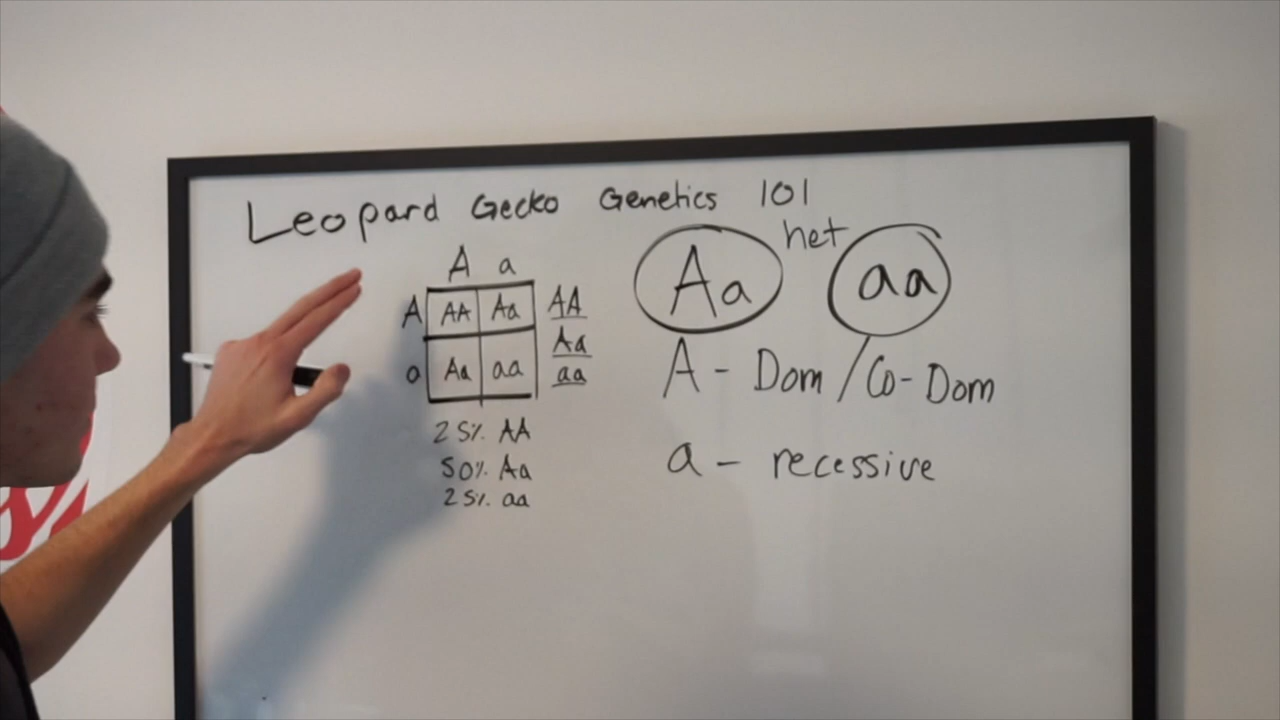 Leopard Gecko Genetics 101
A a
A AA Aa
a Aa aa
AA
Aa
aa
25% AA
50% Aa
25% aa
Aa het aa
A - Dom / Co-Dom
a - recessive